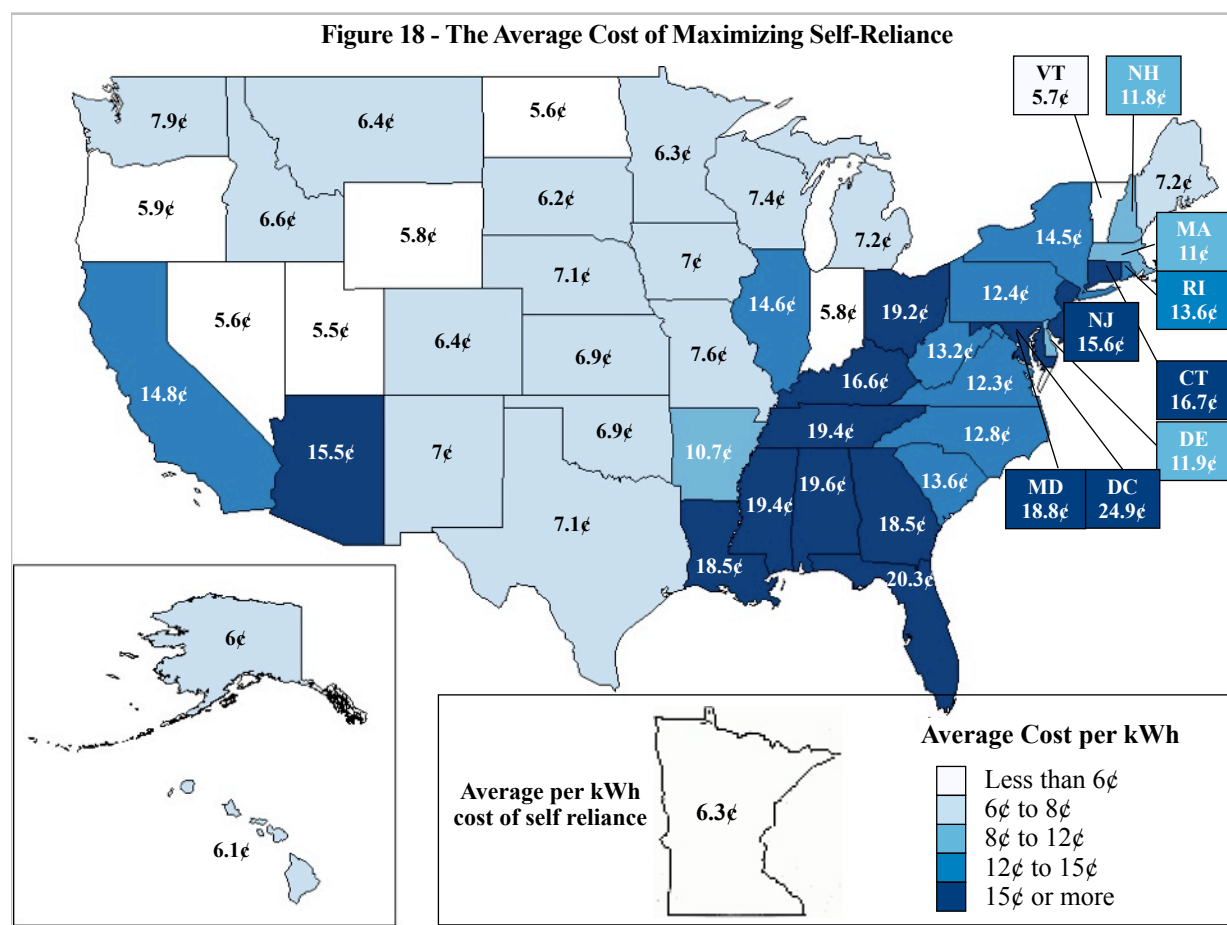 Figure 18 - The Average Cost of Maximizing Self-Reliance
VT
5.7¢
NH
11.8¢
7.9¢
6.4¢
5.6¢
6.3¢
7.2¢
5.9¢
6.6¢
5.8¢
6.2¢
7.4¢
7.2¢
14.5¢
MA
11¢
7.1¢
7¢
RI
13.6¢
5.6¢
5.5¢
6.4¢
14.6¢
5.8¢
19.2¢
12.4¢
NJ
15.6¢
14.8¢
6.9¢
7.6¢
13.2¢
16.6¢
12.3¢
CT
16.7¢
15.5¢
7¢
6.9¢
10.7¢
19.4¢
12.8¢
DE
11.9¢
7.1¢
19.4¢
19.6¢
18.5¢
13.6¢
MD
18.8¢
DC
24.9¢
18.5¢
20.3¢
6¢
6.1¢
Average per kWh
cost of self reliance
6.3¢
Average Cost per kWh
Less than 6¢
6¢ to 8¢
8¢ to 12¢
12¢ to 15¢
15¢ or more